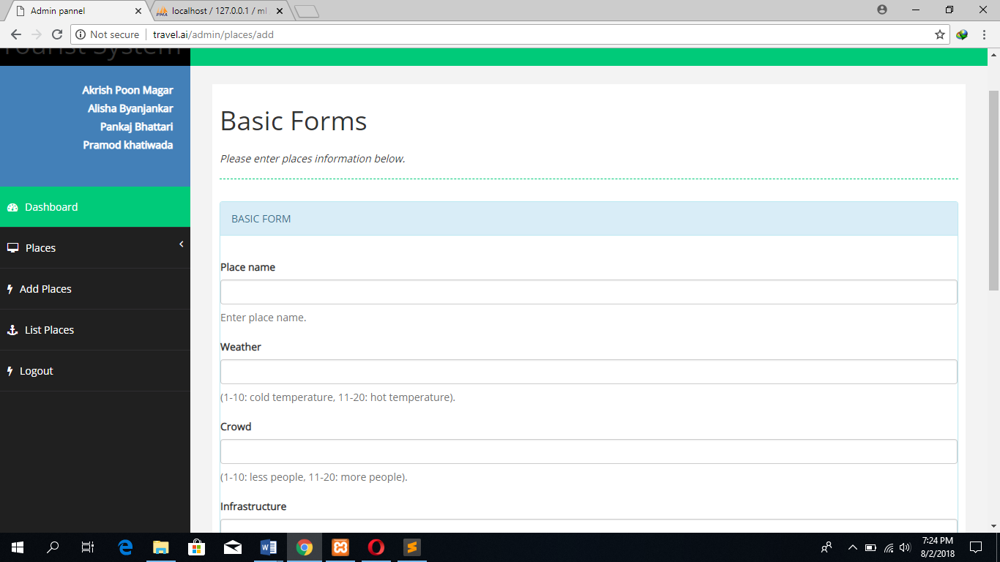 Admin pannel
localhost / 127.0.0.1 / ml
Not secure
travel.ai/admin/places/add
Tourist System
Akrish Poon Magar
Alisha Byanjankar
Pankaj Bhattari
Pramod khatiwada
Dashboard
Places
Add Places
List Places
Logout
Basic Forms
Please enter places information below.
BASIC FORM
Place name
Enter place name.
Weather
(1-10: cold temperature, 11-20: hot temperature).
Crowd
(1-10: less people, 11-20: more people).
Infrastructure
7:24 PM
8/2/2018